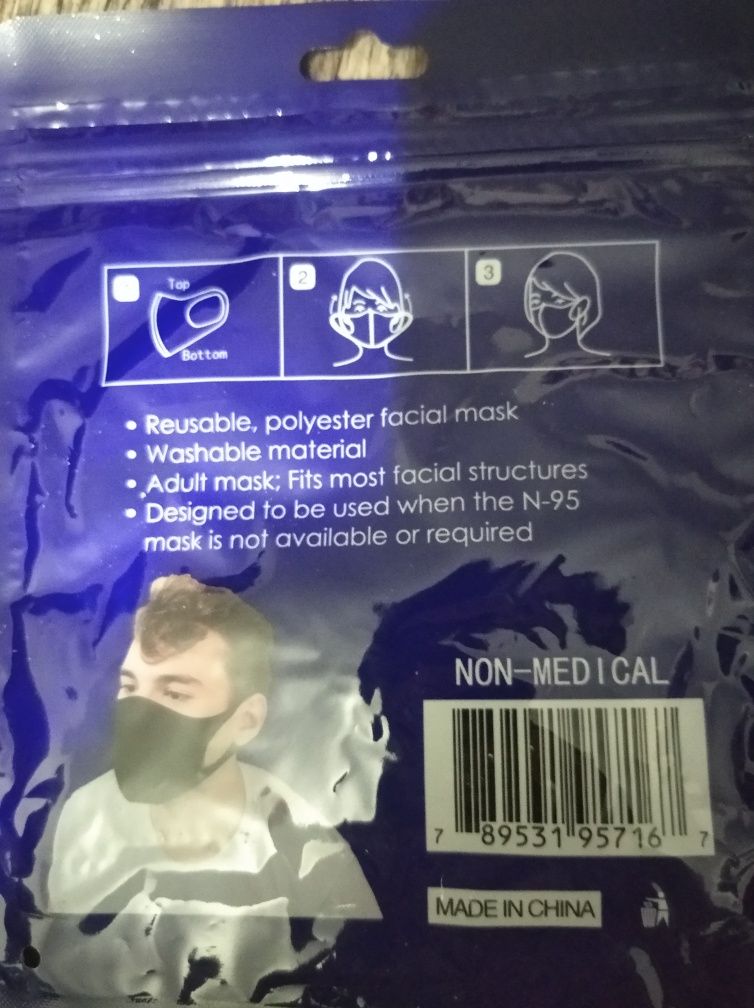 1
Top
Bottom
2
3
• Reusable, polyester facial mask
• Washable material
• Adult mask; Fits most facial structures
• Designed to be used when the N-95
mask is not available or required
NON-MEDICAL
7 89531 95716 7
MADE IN CHINA